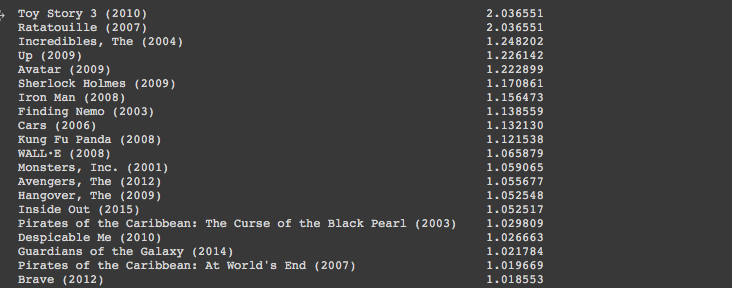 Toy Story 3 (2010) 2.036551
Ratatouille (2007) 2.036551
Incredibles, The (2004) 1.248202
Up (2009) 1.226142
Avatar (2009) 1.222899
Sherlock Holmes (2009) 1.170861
Iron Man (2008) 1.156473
Finding Nemo (2003) 1.138559
Cars (2006) 1.132130
Kung Fu Panda (2008) 1.121538
WALL·E (2008) 1.065879
Monsters, Inc. (2001) 1.059065
Avengers, The (2012) 1.055677
Hangover, The (2009) 1.052548
Inside Out (2015) 1.052517
Pirates of the Caribbean: The Curse of the Black Pearl (2003) 1.029809
Despicable Me (2010) 1.026663
Guardians of the Galaxy (2014) 1.021784
Pirates of the Caribbean: At World's End (2007) 1.019669
Brave (2012) 1.018553